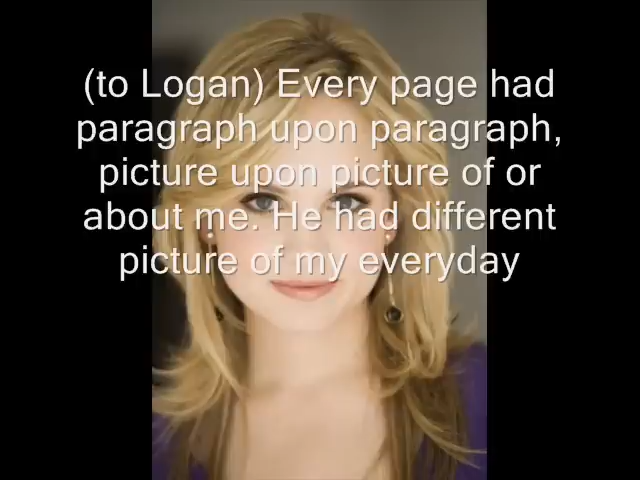 (to Logan) Every page had
paragraph upon paragraph,
picture upon picture of or
about me. He had different
picture of my everyday